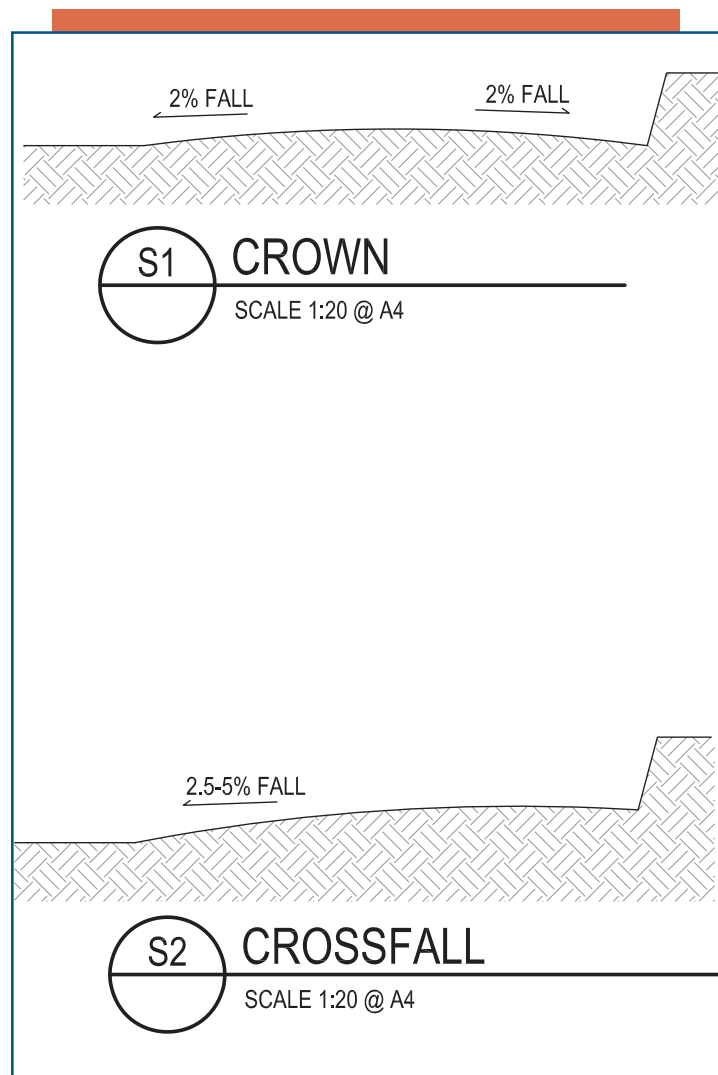 2% FALL
2% FALL
S1
CROWN
SCALE 1:20 @ A4
2.5-5% FALL
S2
CROSSFALL
SCALE 1:20 @ A4